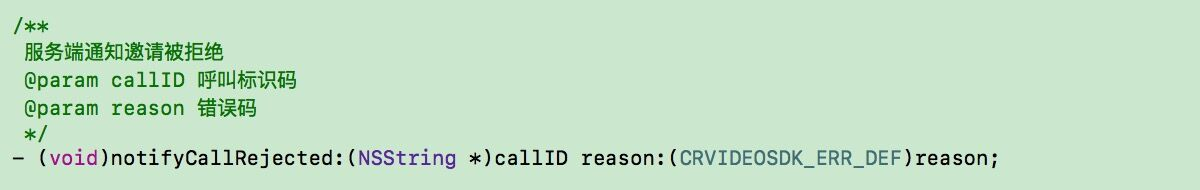 /**
服务端通知邀请被拒绝
@param callID 呼叫标识码
@param reason 错误码
*/
- (void)notifyCallRejected:(NSString *)callID reason:(CRVIDEOSDK_ERR_DEF)reason;